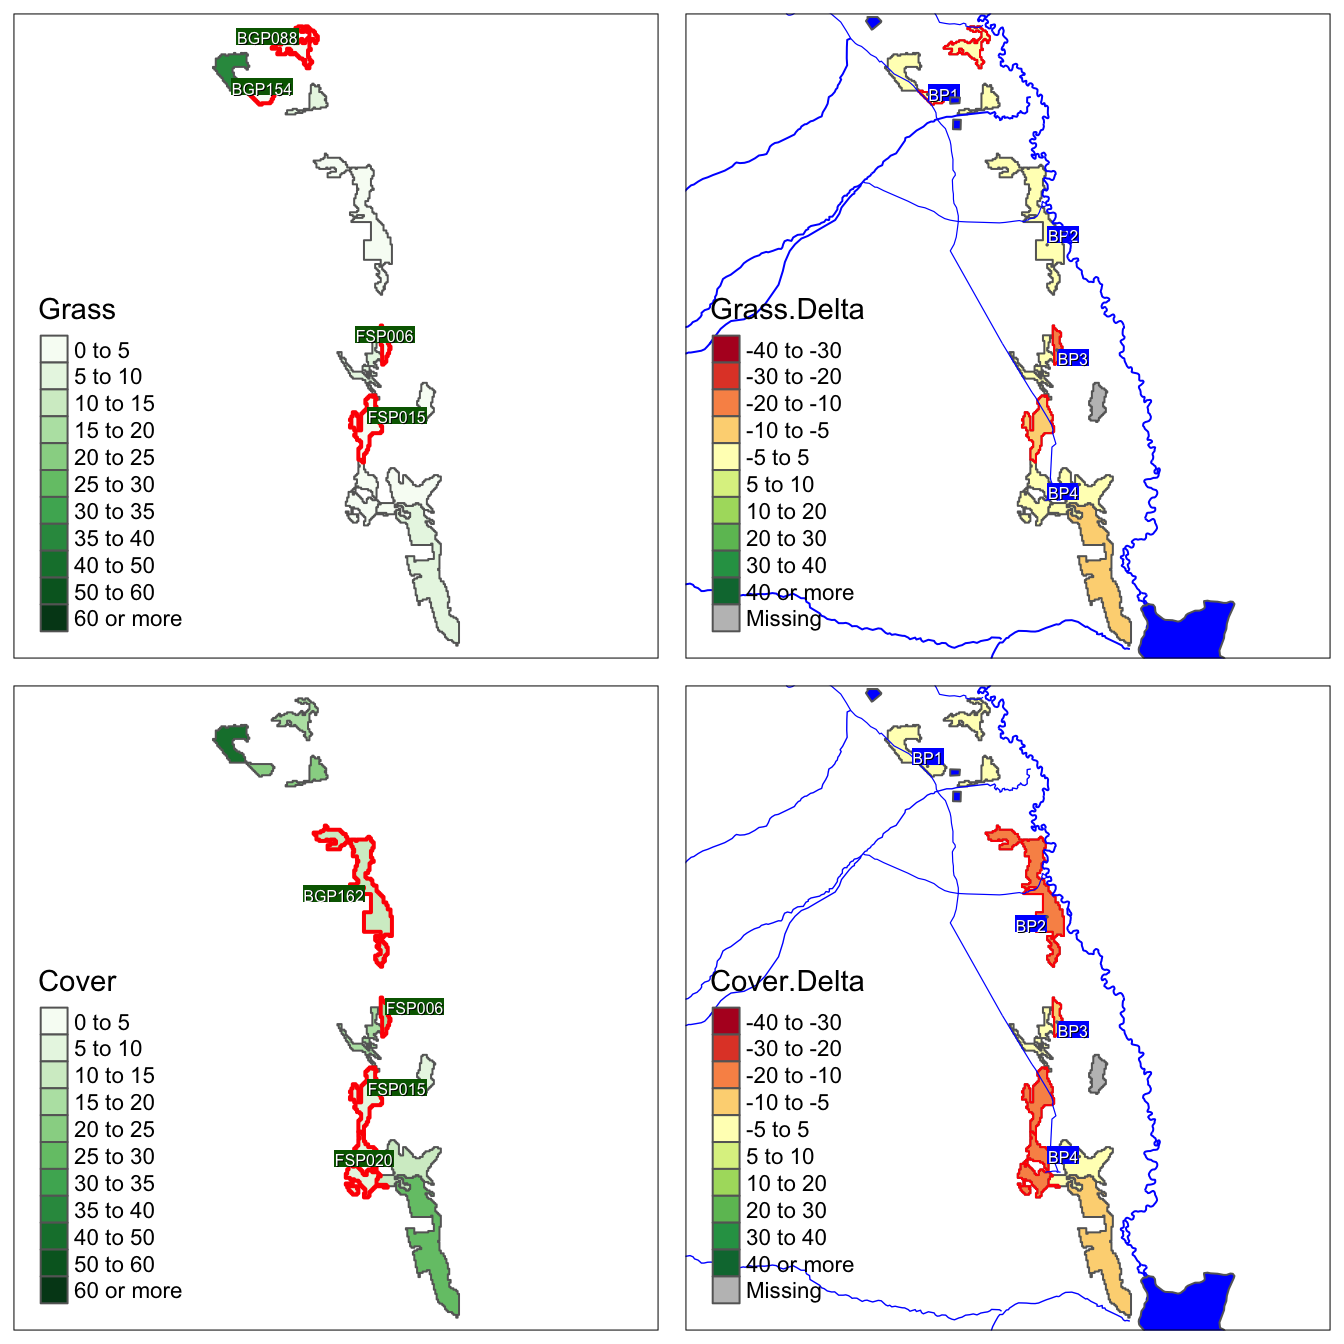 BGP088
BGP154
FSP006
FSP015
Grass
0 to 5
5 to 10
10 to 15
15 to 20
20 to 25
25 to 30
30 to 35
35 to 40
40 to 50
50 to 60
60 or more
BP1
BP2
BP3
BP4
Grass.Delta
-40 to -30
-30 to -20
-20 to -10
-10 to -5
-5 to 5
5 to 10
10 to 20
20 to 30
30 to 40
40 or more
Missing
BGP162
FSP006
FSP015
FSP020
Cover
0 to 5
5 to 10
10 to 15
15 to 20
20 to 25
25 to 30
30 to 35
35 to 40
40 to 50
50 to 60
60 or more
BP1
BP2
BP3
BP4
Cover.Delta
-40 to -30
-30 to -20
-20 to -10
-10 to -5
-5 to 5
5 to 10
10 to 20
20 to 30
30 to 40
40 or more
Missing